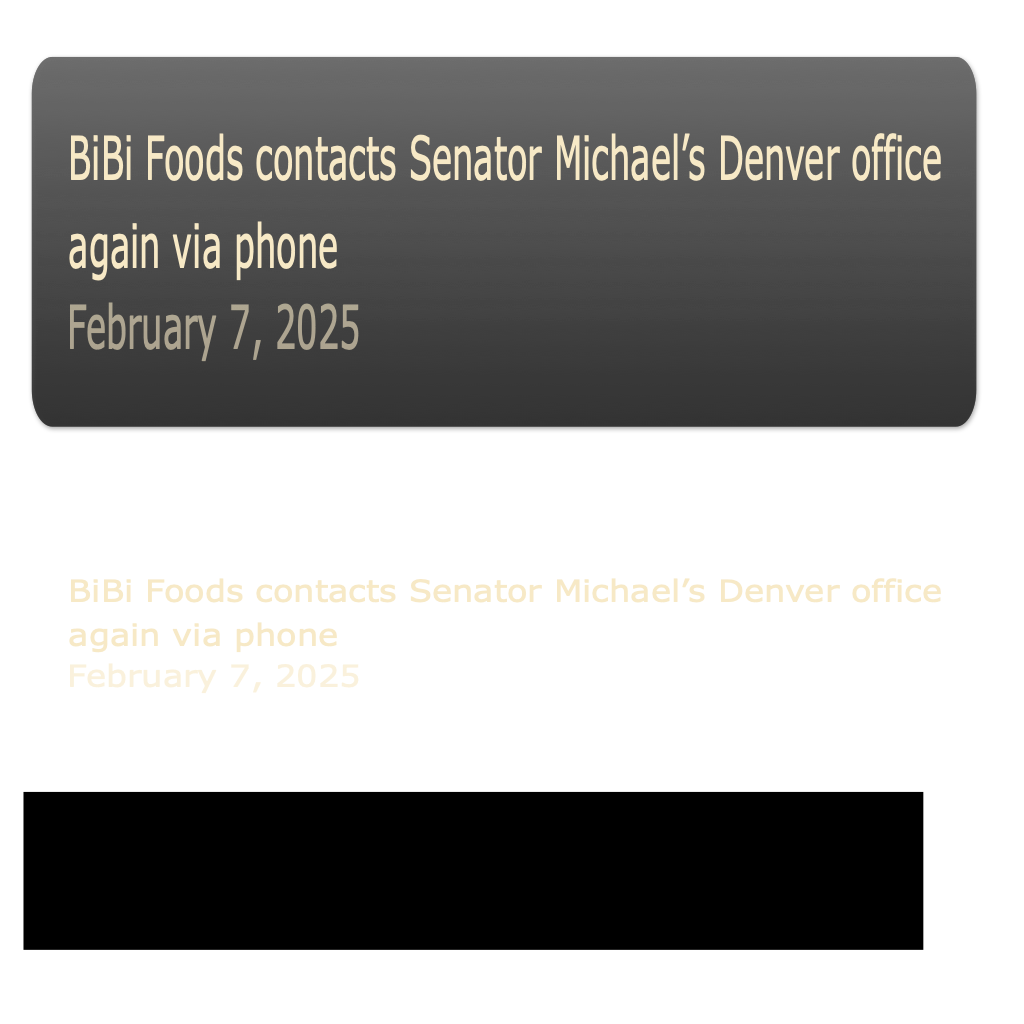 BiBi Foods contacts Senator Michael’s Denver office
again via phone
February 7, 2025
BiBi Foods contacts Senator Michael’s Denver office
again via phone
February 7, 2025